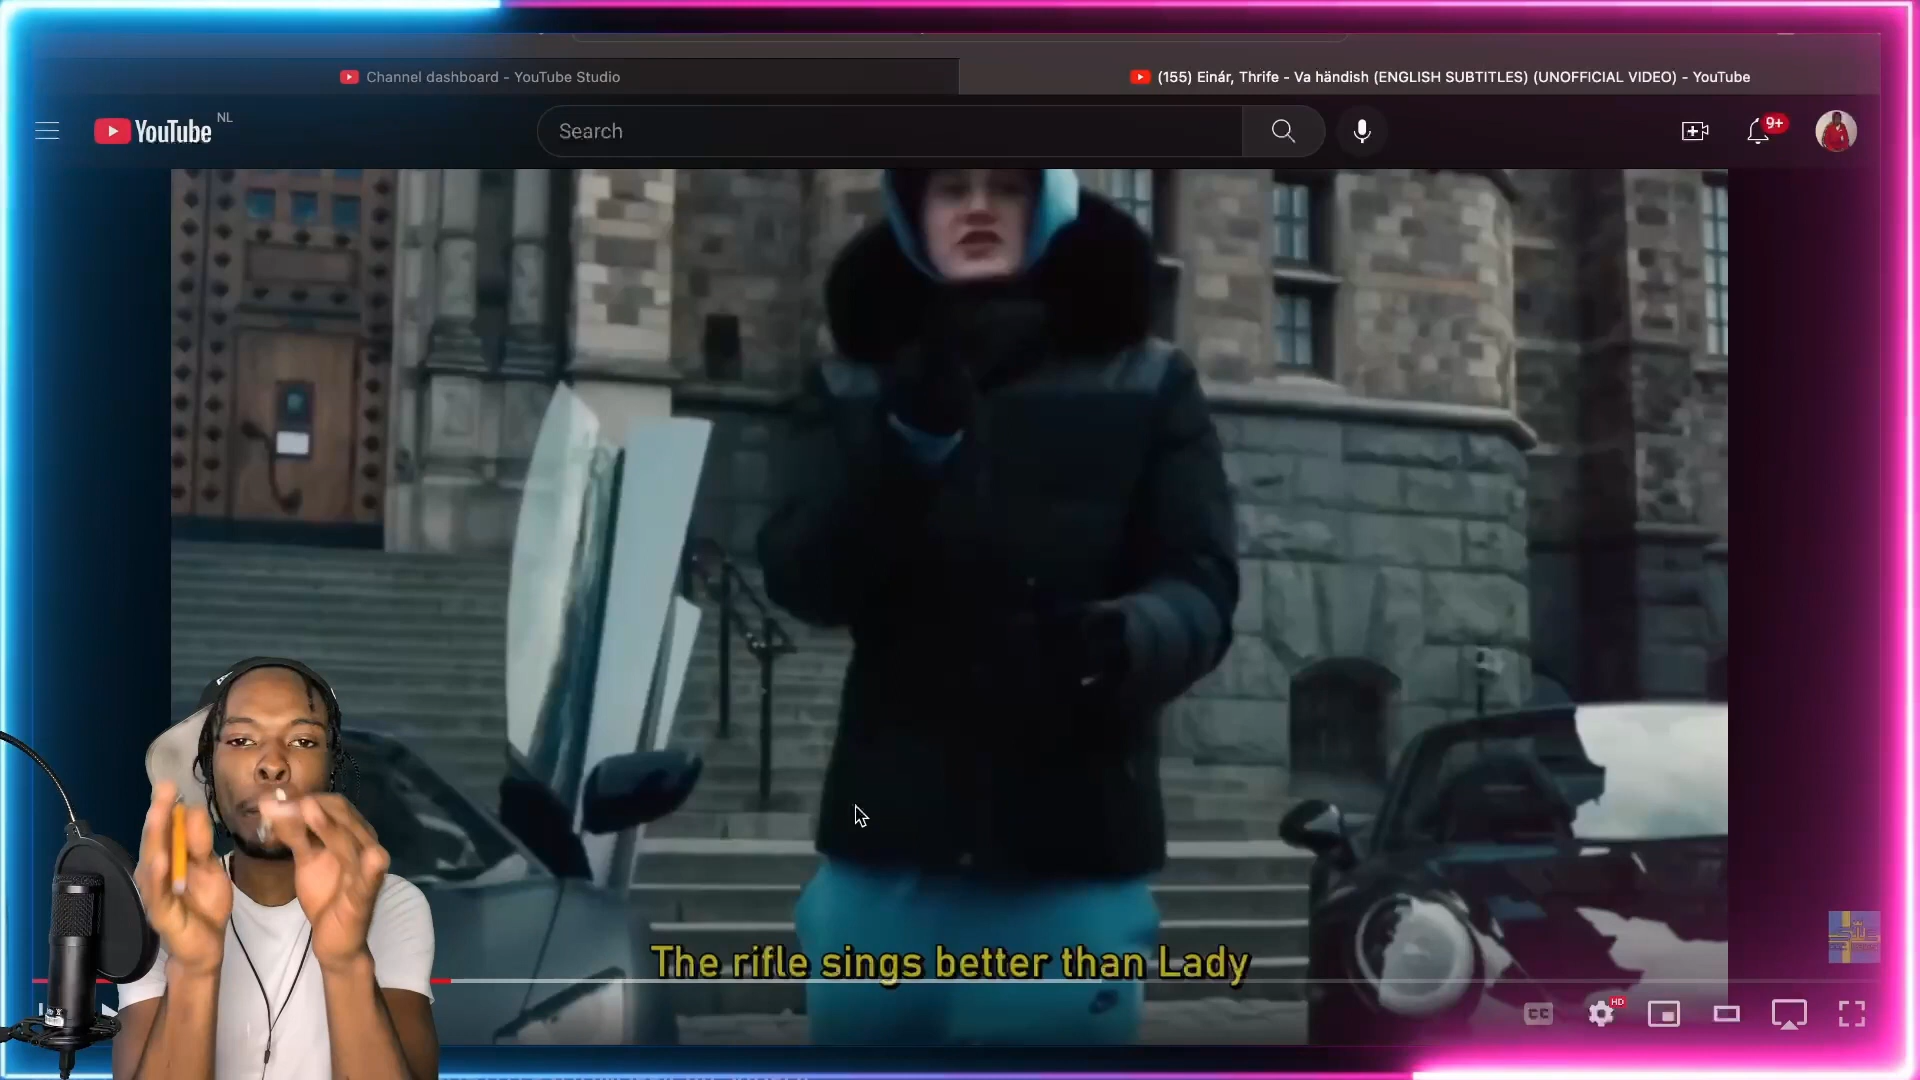 Channel dashboard - YouTube Studio
(155) Einár, Thrife - Va händish (ENGLISH SUBTITLES) (UNOFFICIAL VIDEO) - YouTube
YouTube NL
Search
9+
The rifle sings better than Lady
CC
HD